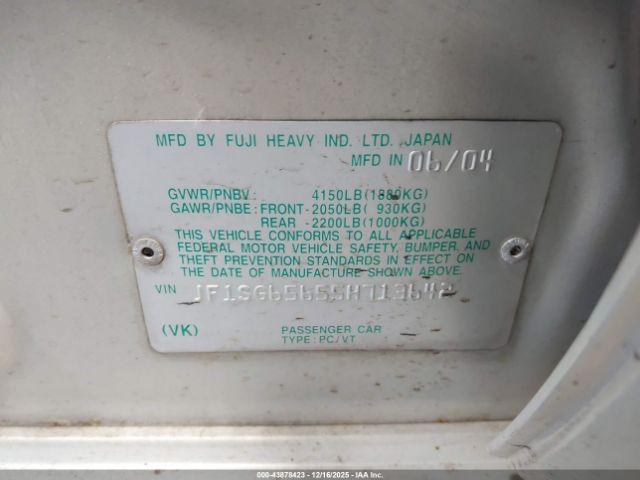 MFD BY FUJI HEAVY IND. LTD. JAPAN
MFD IN 06/04
GVWR/PNBV: 4150LB(1880KG)
GAWR/PNBE: FRONT-2050LB( 930KG)
REAR -2200LB(1000KG)
THIS VEHICLE CONFORMS TO ALL APPLICABLE
FEDERAL MOTOR VEHICLE SAFETY, BUMPER, AND
THEFT PREVENTION STANDARDS IN EFFECT ON
THE DATE OF MANUFACTURE SHOWN ABOVE.
VIN
(VK) PASSENGER CAR
TYPE: PC/VT
000-43878423 - 12/16/2025 - IAA, Inc.